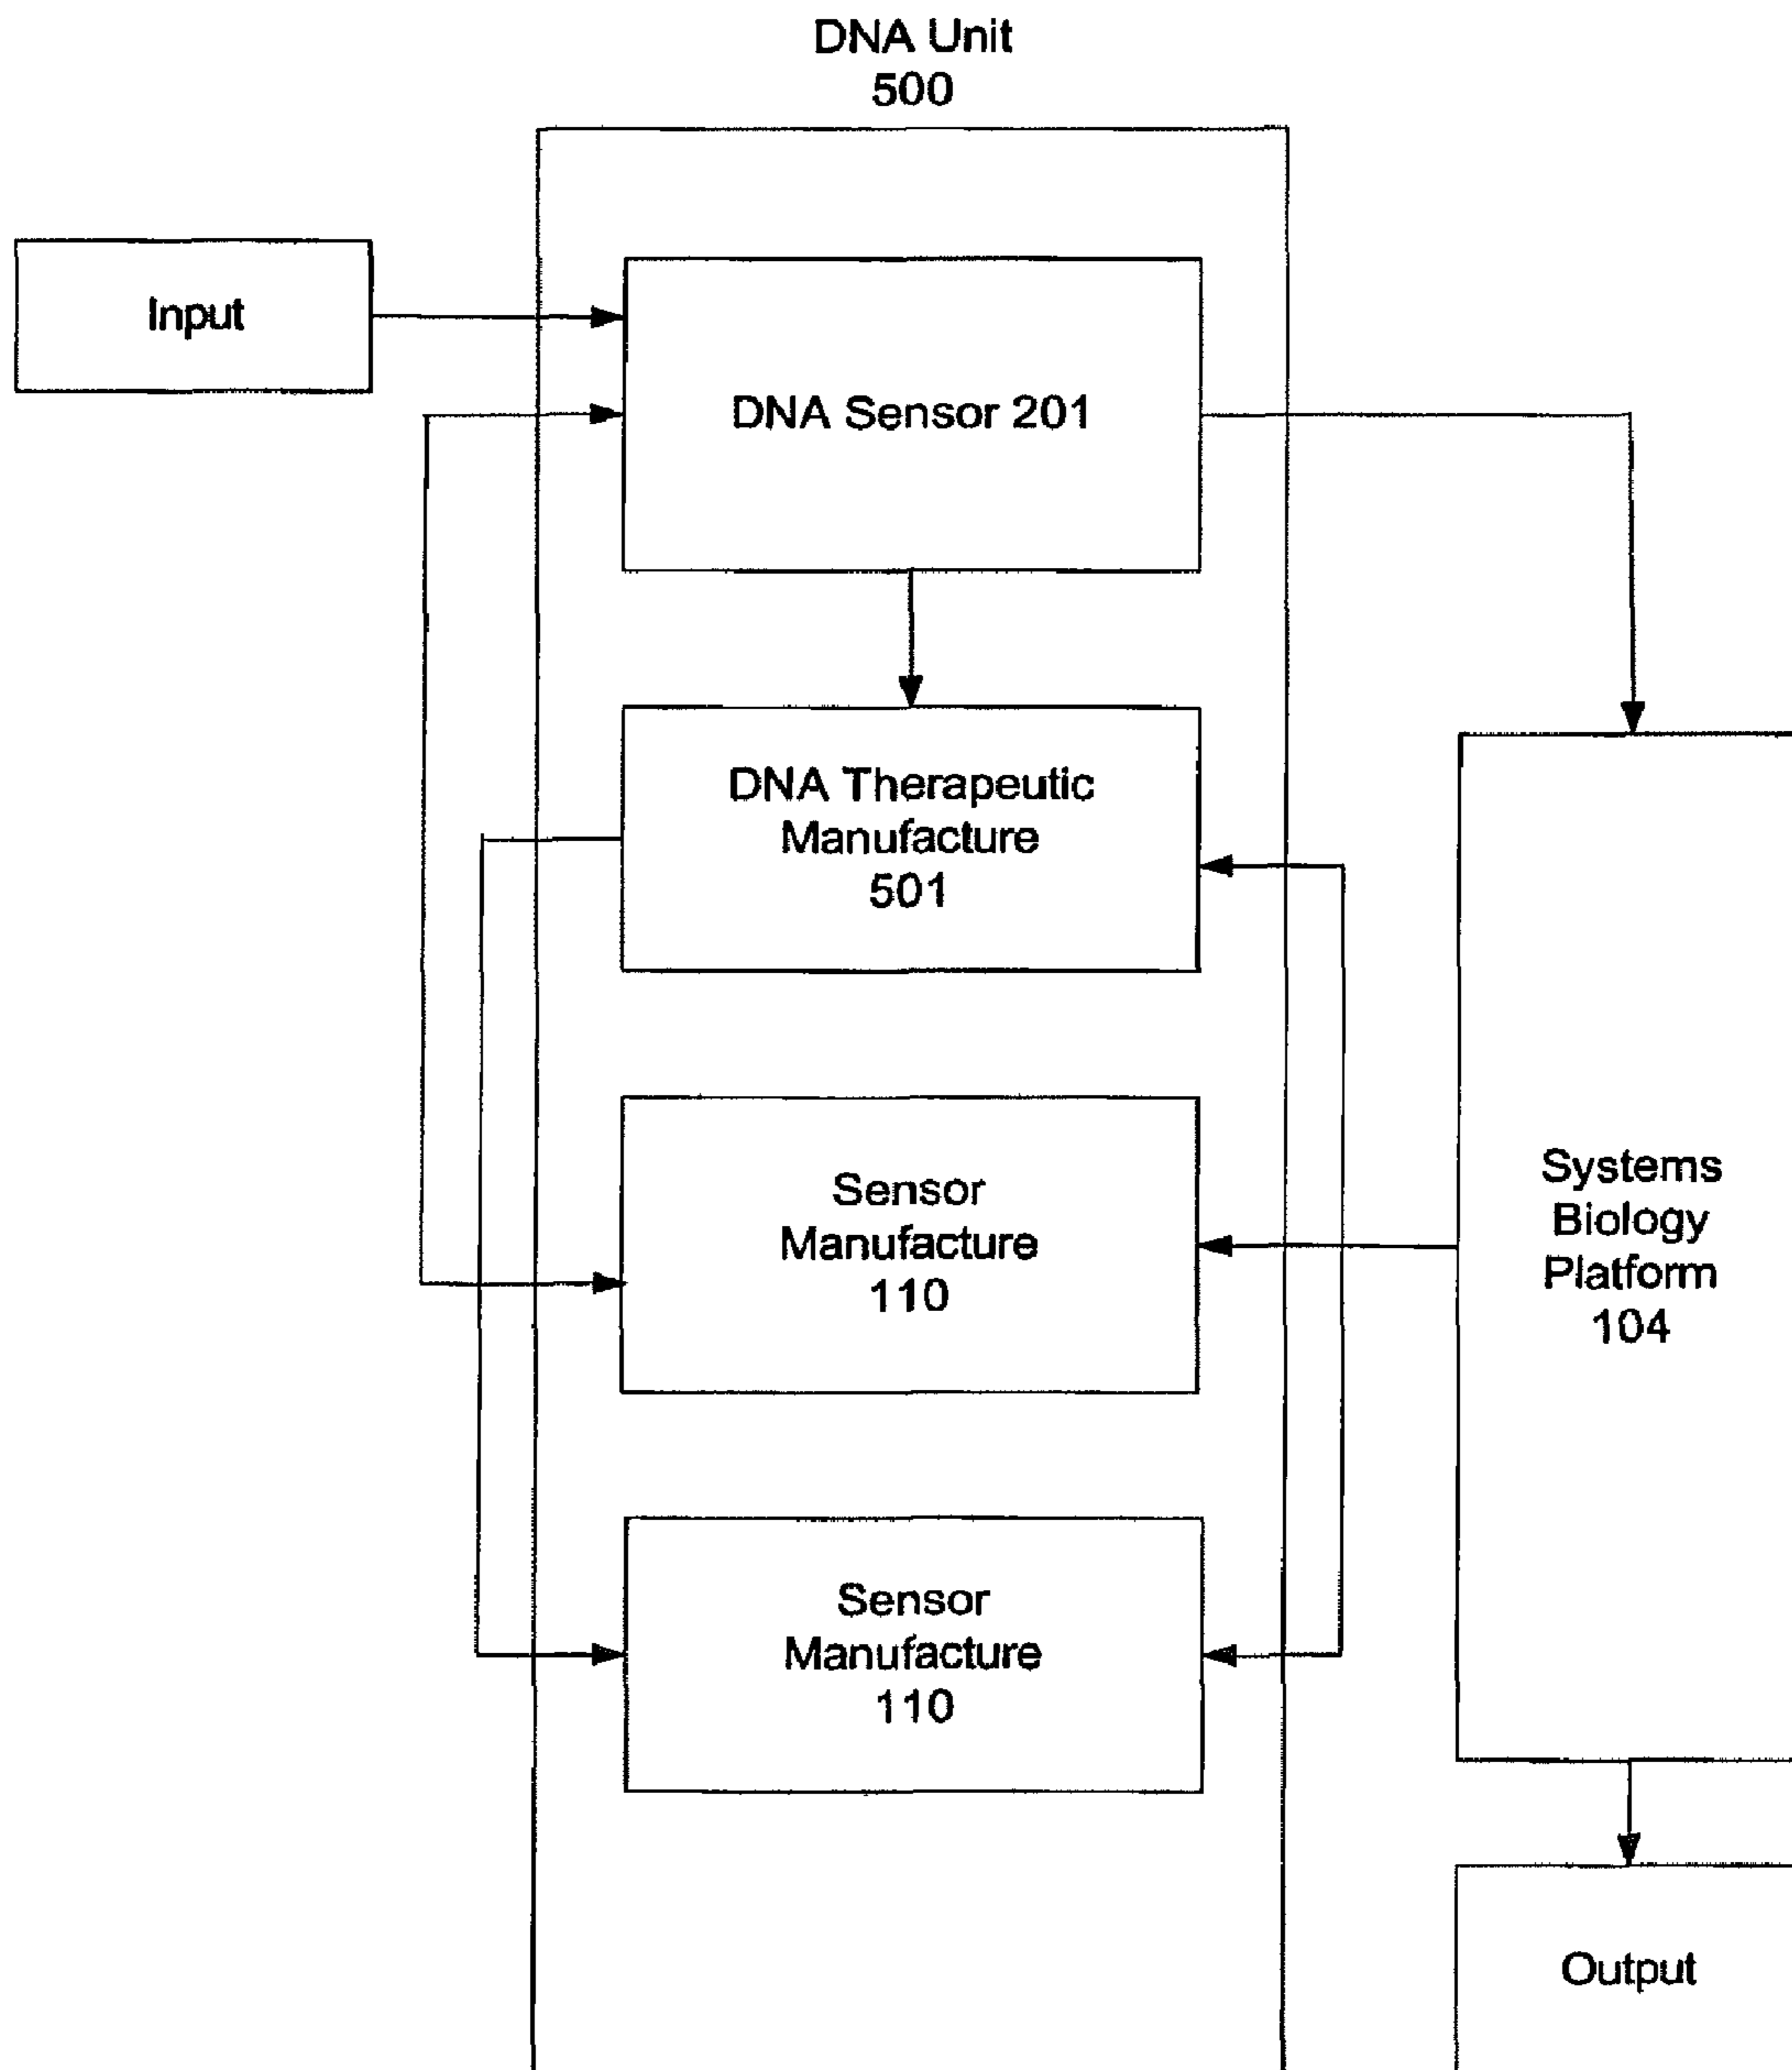 DNA Unit
500
Input
DNA Sensor 201
DNA Therapeutic
Manufacture
501
Sensor
Manufacture
110
Systems
Biology
Platform
104
Sensor
Manufacture
110
Output